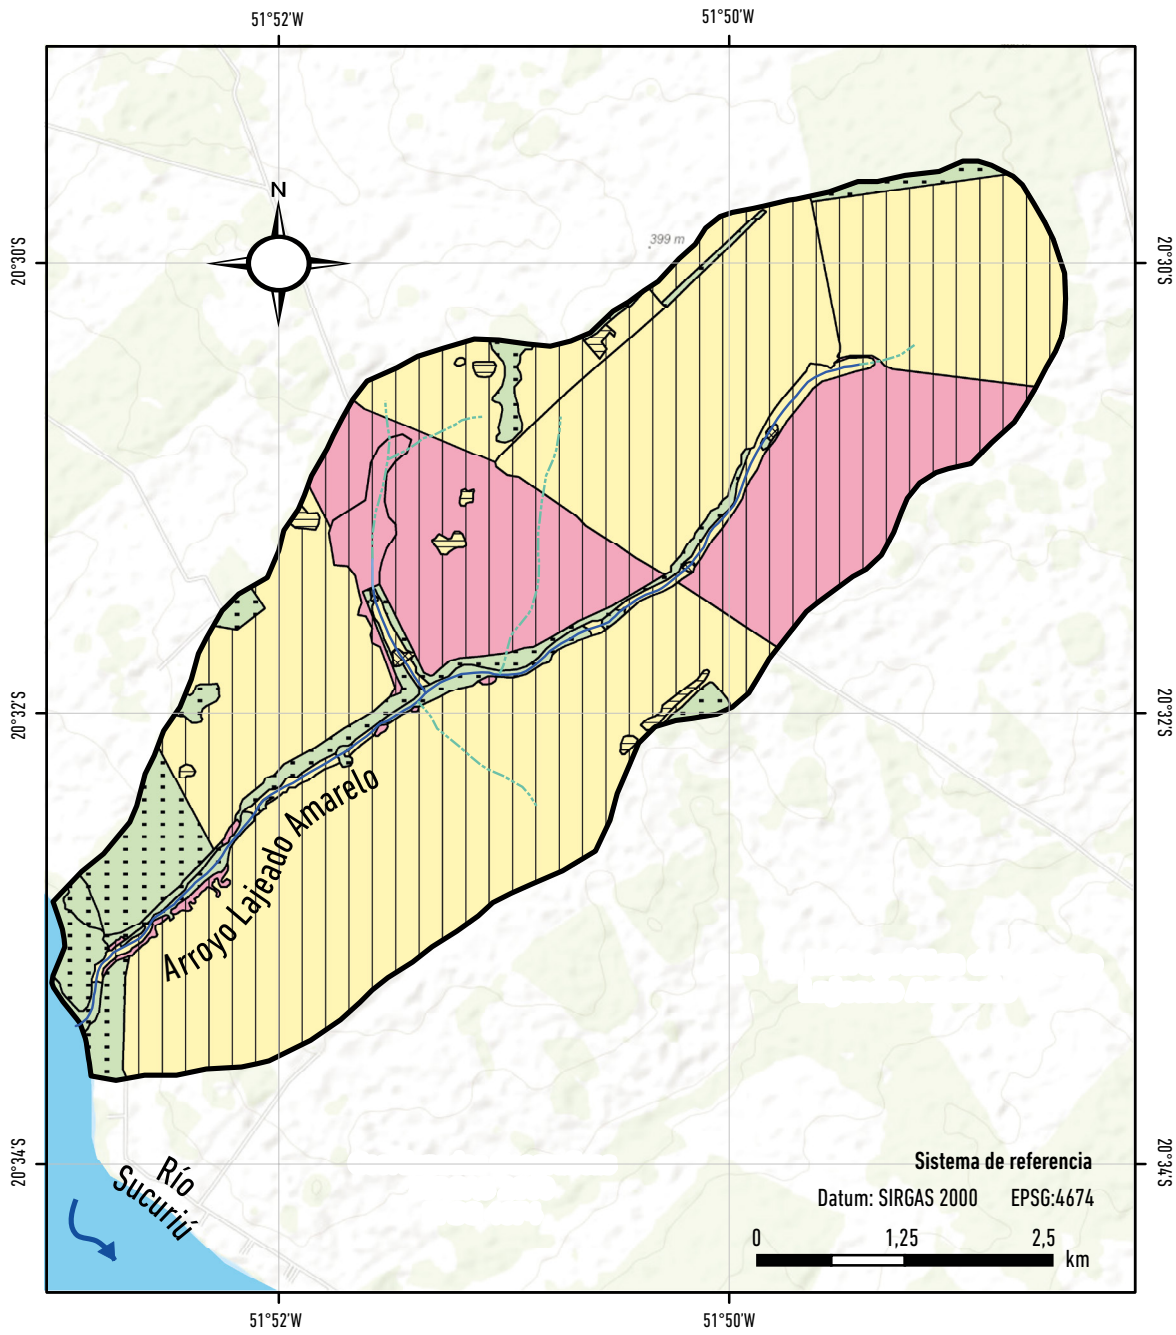 51°52'W
51°50'W
N
399 m
20°30'S
20°30'S
20°32'S
20°32'S
Arroyo Lajeado Amarelo
20°34'S
20°34'S
Río
Sucuriú
Sistema de referencia
Datum: SIRGAS 2000 EPSG:4674
0 1,25 2,5
km
51°52'W
51°50'W